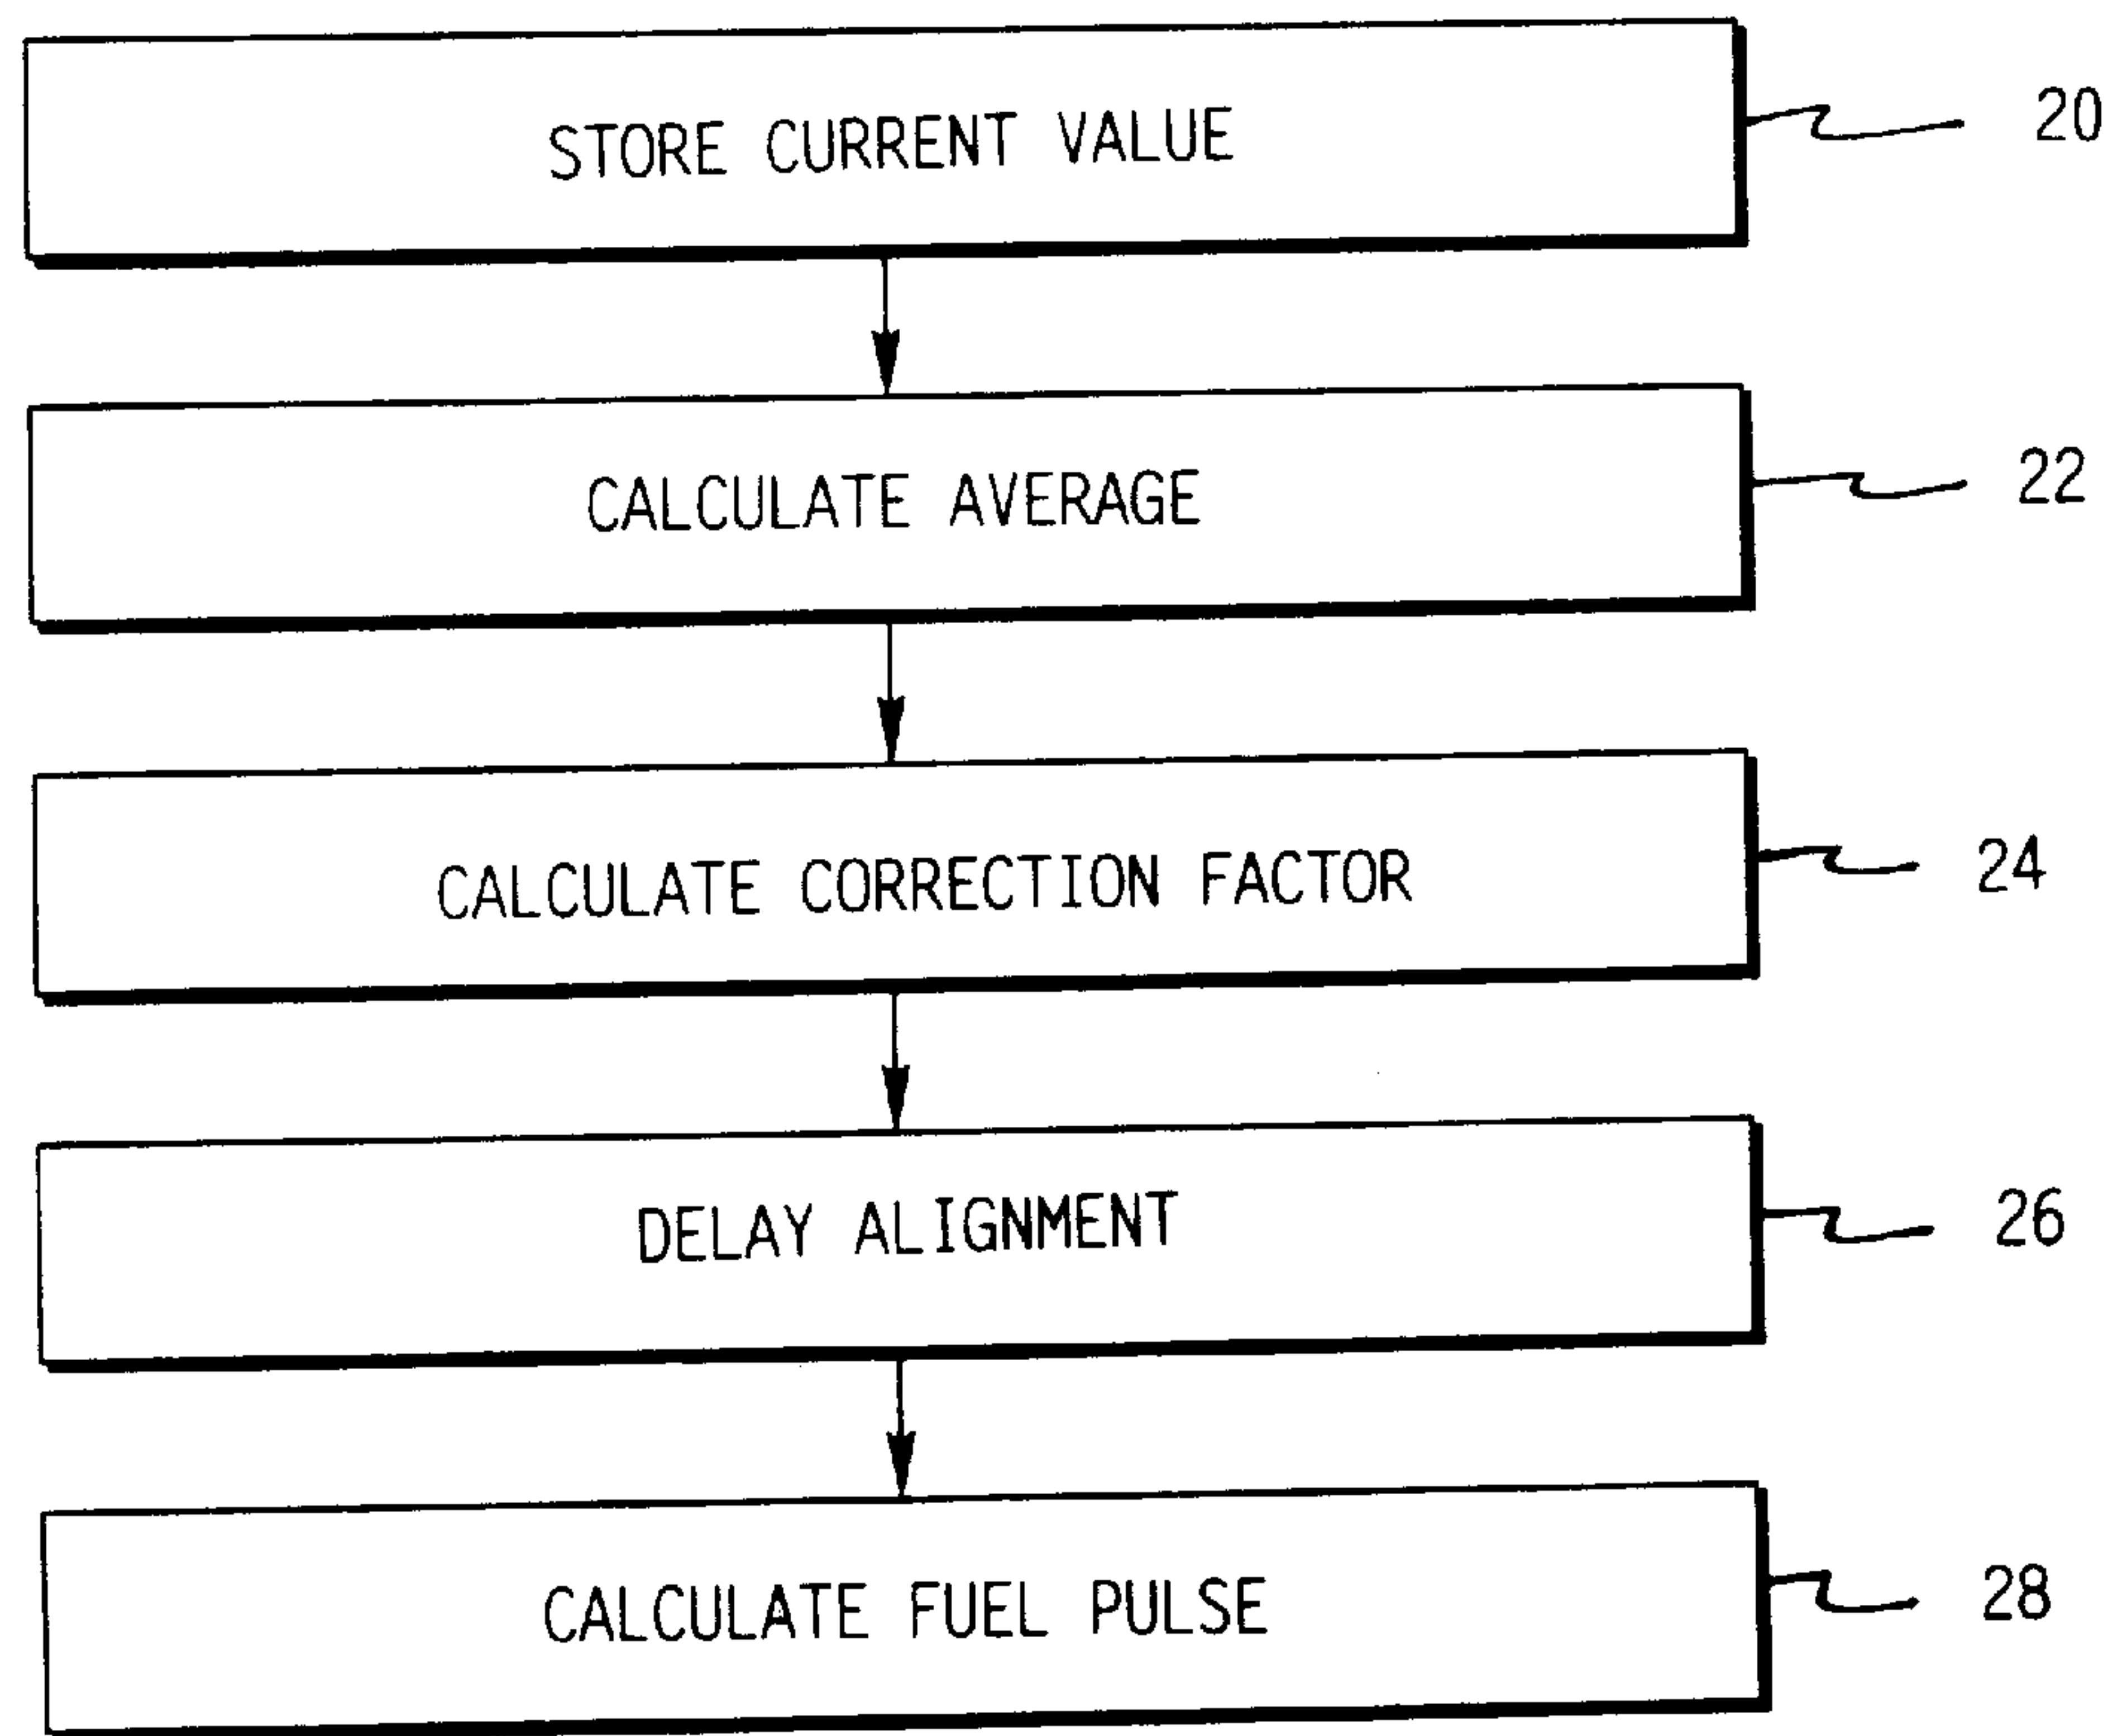 STORE CURRENT VALUE 20
CALCULATE AVERAGE 22
CALCULATE CORRECTION FACTOR 24
DELAY ALIGNMENT 26
CALCULATE FUEL PULSE 28